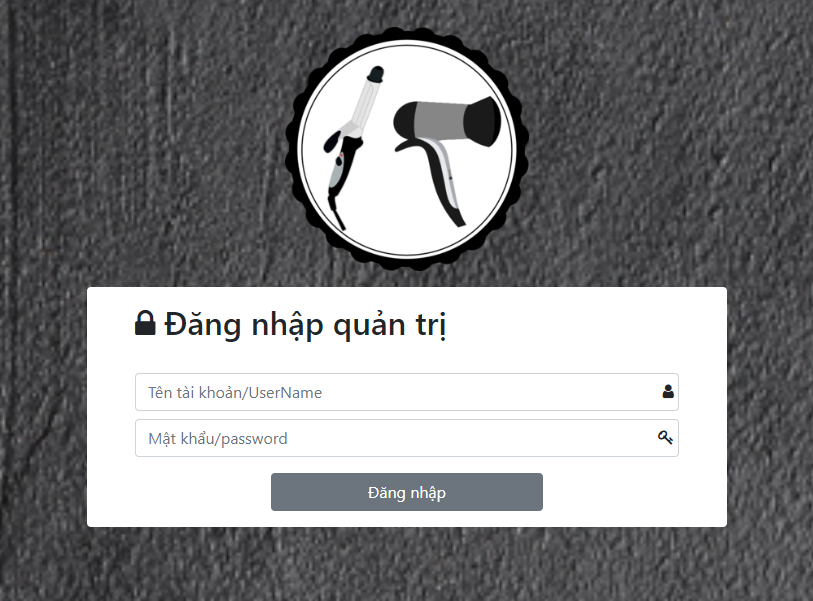 Đăng nhập quản trị
Tên tài khoản/UserName
Mật khẩu/password
Đăng nhập